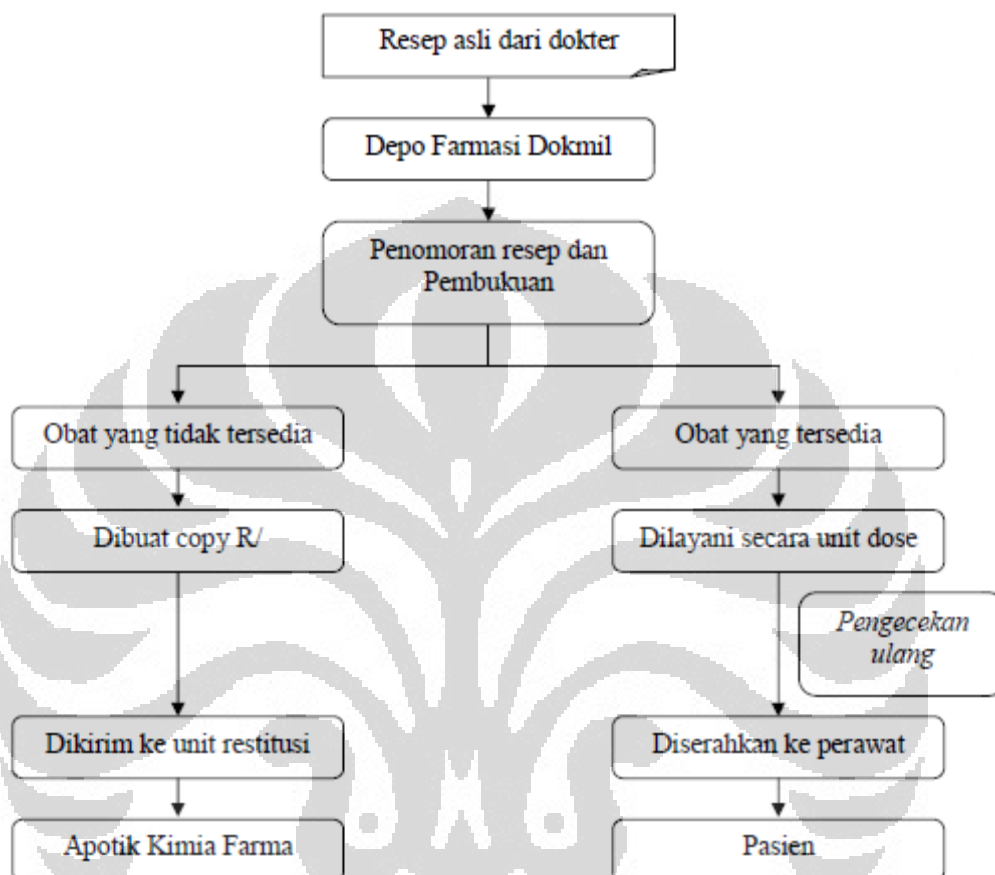 Resep asli dari dokter
Depo Farmasi Dokmil
Penomoran resep dan
Pembukuan
Obat yang tidak tersedia
Obat yang tersedia
Dibuat copy R/
Dilayani secara unit dose
Pengecekan
ulang
Dikirim ke unit restitusi
Diserahkan ke perawat
Apotik Kimia Farma
Pasien